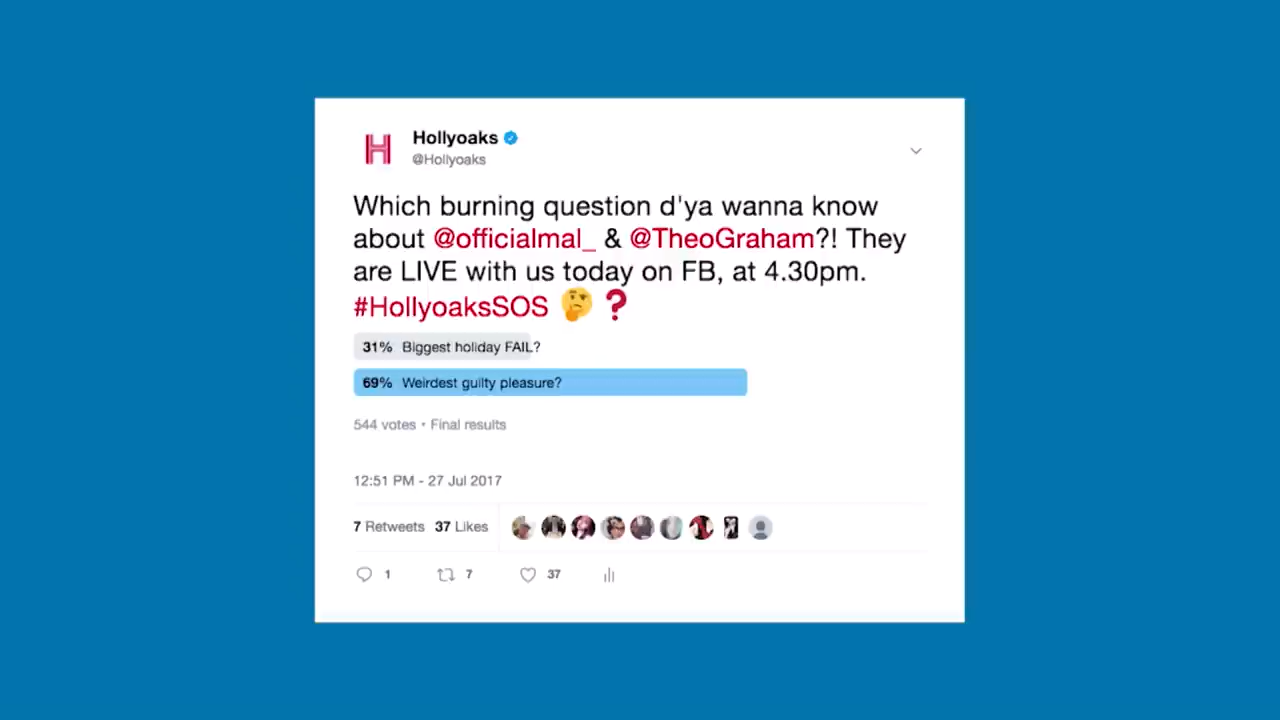 H
Hollyoaks
@Hollyoaks
Which burning question d'ya wanna know
about @officialmal_ & @TheoGraham?! They
are LIVE with us today on FB, at 4.30pm.
#HollyoaksSOS 🤔❓
31% Biggest holiday FAIL?
69% Weirdest guilty pleasure?
544 votes • Final results
12:51 PM - 27 Jul 2017
7 Retweets 37 Likes
1 7 37